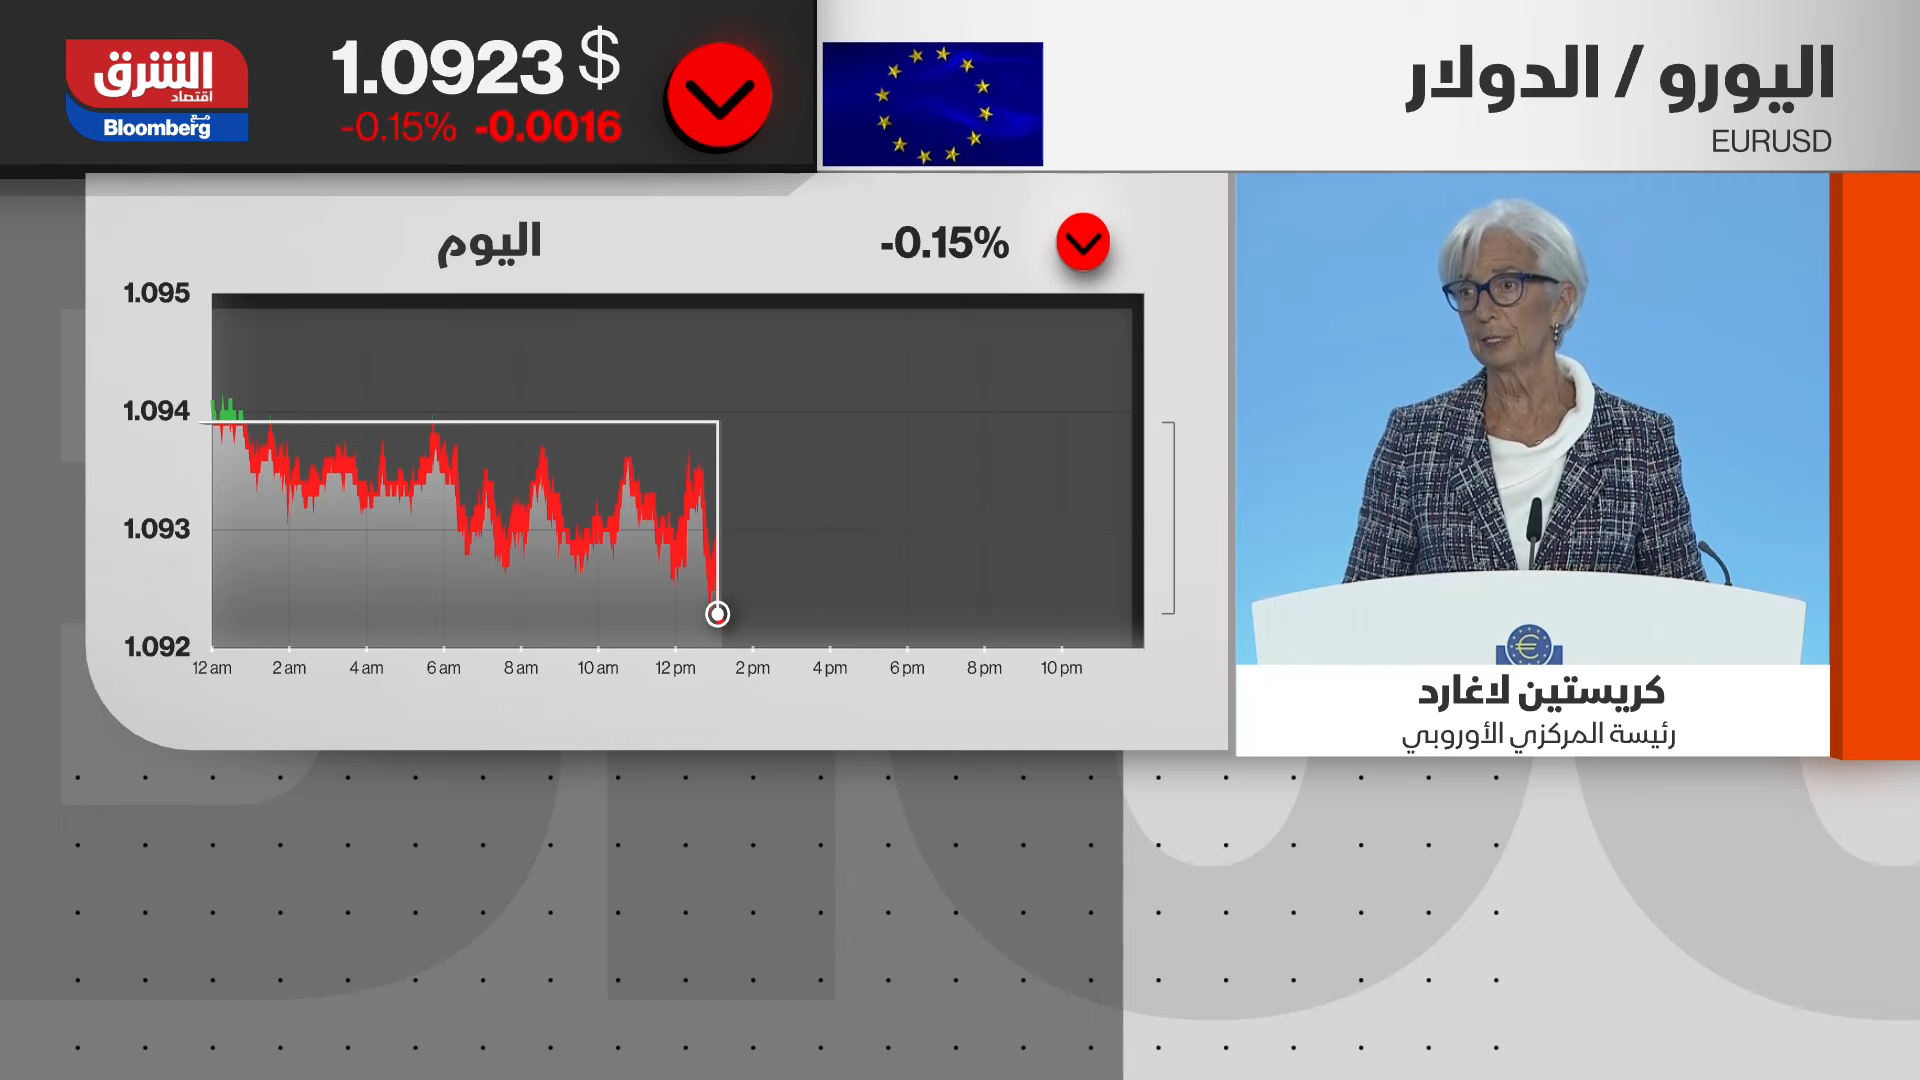 اليورو / الدولار
EURUSD
1.0923 $
-0.15% -0.0016
الشرق
اقتصاد
مع
Bloomberg
اليوم
-0.15%
1.095
1.094
1.093
1.092
12 am 2 am 4 am 6 am 8 am 10 am 12 pm 2 pm 4 pm 6 pm 8 pm 10 pm
كريستين لاغارد
رئيسة المركزي الأوروبي